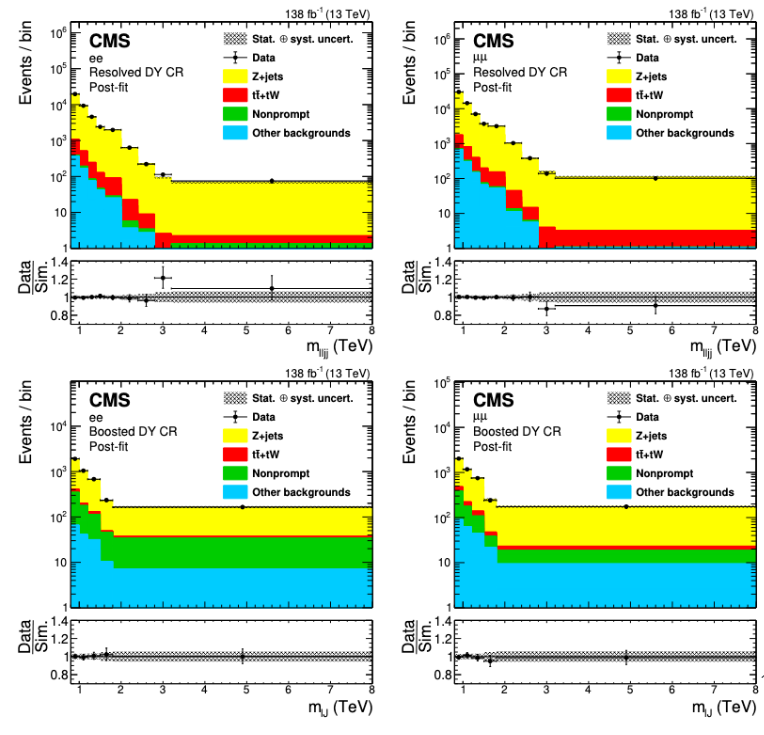 138 fb⁻¹ (13 TeV)
Events / bin
CMS
ee
Resolved DY CR
Post-fit
Stat. ⊕ syst. uncert.
Data
Z+jets
tt̄+tW
Nonprompt
Other backgrounds
10⁶
10⁵
10⁴
10³
10²
10
1
Data
Sim.
1.4
1.2
1
0.8
1 2 3 4 5 6 7 8
m_lljj (TeV)
138 fb⁻¹ (13 TeV)
Events / bin
CMS
μμ
Resolved DY CR
Post-fit
Stat. ⊕ syst. uncert.
Data
Z+jets
tt̄+tW
Nonprompt
Other backgrounds
10⁶
10⁵
10⁴
10³
10²
10
1
Data
Sim.
1.4
1.2
1
0.8
1 2 3 4 5 6 7 8
m_lljj (TeV)
138 fb⁻¹ (13 TeV)
Events / bin
CMS
ee
Boosted DY CR
Post-fit
Stat. ⊕ syst. uncert.
Data
Z+jets
tt̄+tW
Nonprompt
Other backgrounds
10⁴
10³
10²
10
1
Data
Sim.
1.4
1.2
1
0.8
1 2 3 4 5 6 7 8
m_lJ (TeV)
138 fb⁻¹ (13 TeV)
Events / bin
CMS
μμ
Boosted DY CR
Post-fit
Stat. ⊕ syst. uncert.
Data
Z+jets
tt̄+tW
Nonprompt
Other backgrounds
10⁵
10⁴
10³
10²
10
1
Data
Sim.
1.4
1.2
1
0.8
1 2 3 4 5 6 7 8
m_lJ (TeV)